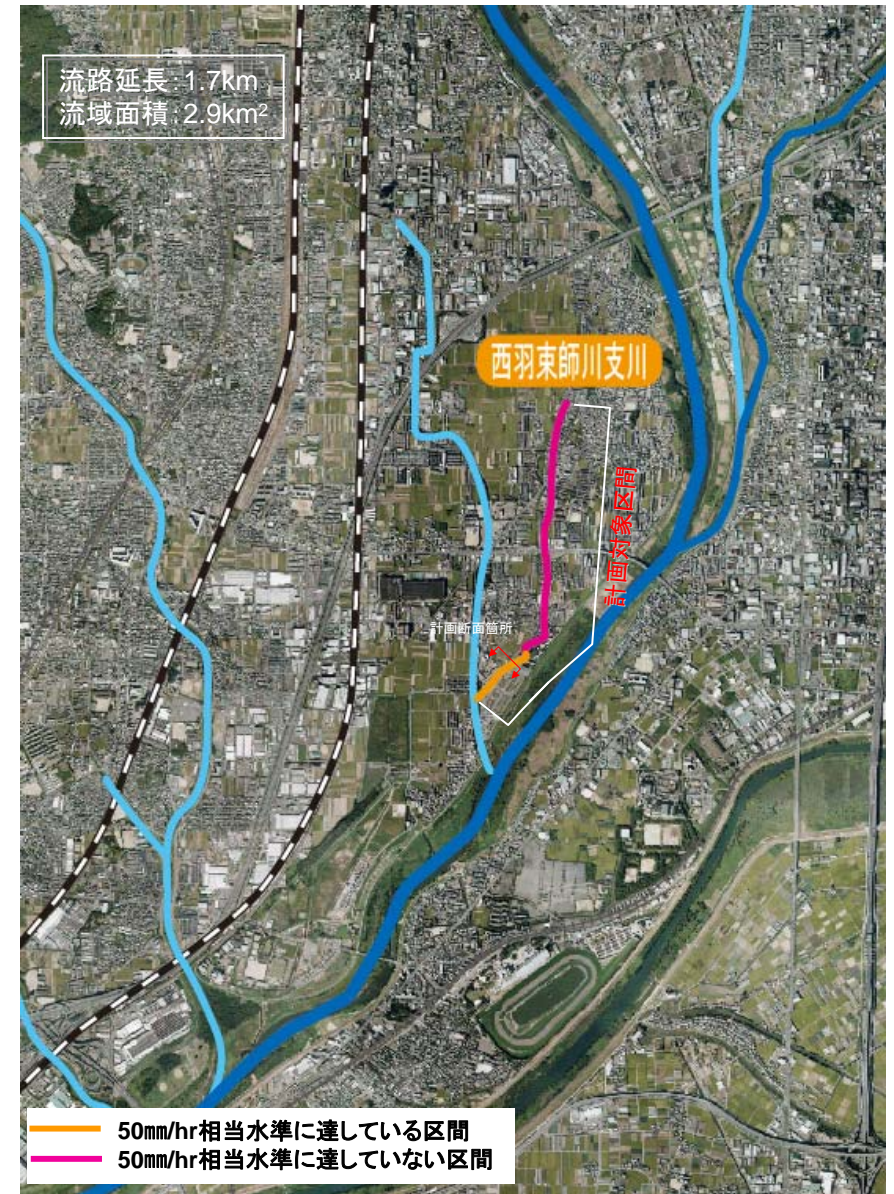 流路延長:1.7km
流域面積:2.9km²
西羽束師川支川
計画対象区間
計画断面箇所
50㎜/hr相当水準に達している区間
50㎜/hr相当水準に達していない区間